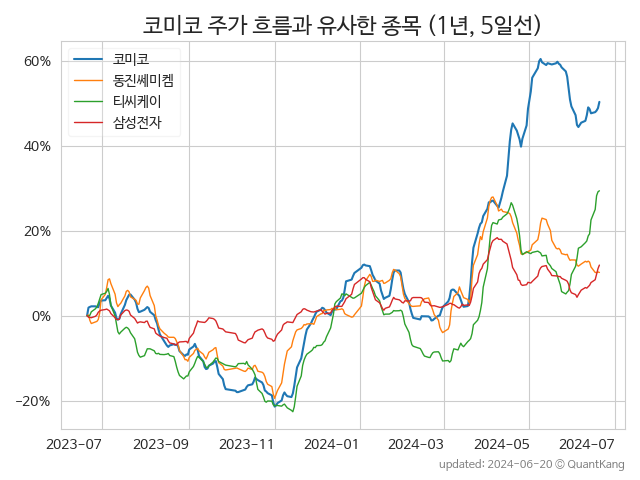 코미코 주가 흐름과 유사한 종목 (1년, 5일선)
코미코
동진쎄미켐
티씨케이
삼성전자
60%
40%
20%
0%
−20%
2023-07 2023-09 2023-11 2024-01 2024-03 2024-05 2024-07
updated: 2024-06-20 © QuantKang